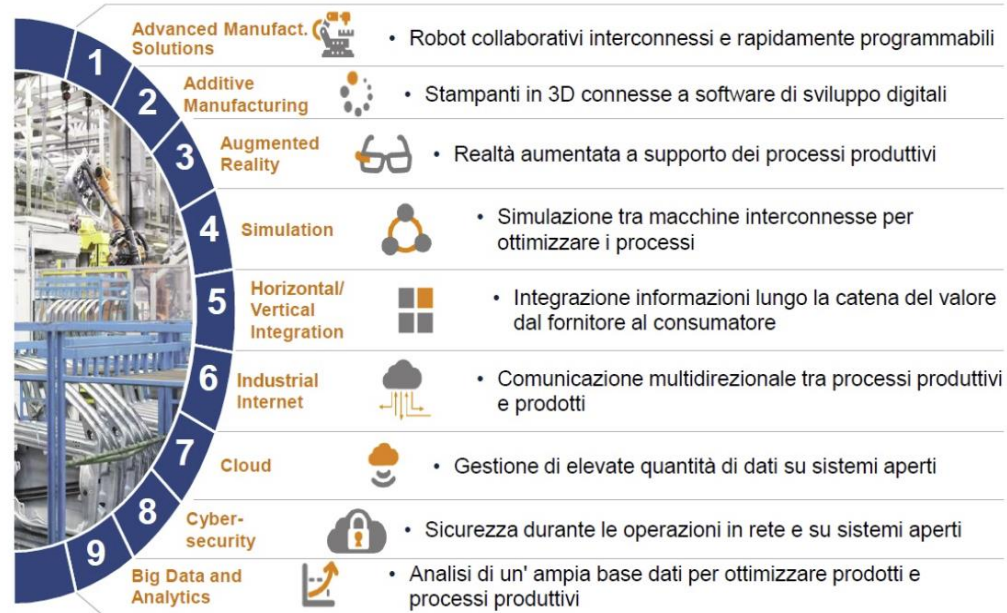 1
Advanced Manufact.
Solutions
• Robot collaborativi interconnessi e rapidamente programmabili
2
Additive
Manufacturing
• Stampanti in 3D connesse a software di sviluppo digitali
3
Augmented
Reality
• Realtà aumentata a supporto dei processi produttivi
4
Simulation
• Simulazione tra macchine interconnesse per
ottimizzare i processi
5
Horizontal/
Vertical
Integration
• Integrazione informazioni lungo la catena del valore
dal fornitore al consumatore
6
Industrial
Internet
• Comunicazione multidirezionale tra processi produttivi
e prodotti
7
Cloud
• Gestione di elevate quantità di dati su sistemi aperti
8
Cyber-
security
• Sicurezza durante le operazioni in rete e su sistemi aperti
9
Big Data and
Analytics
• Analisi di un' ampia base dati per ottimizzare prodotti e
processi produttivi